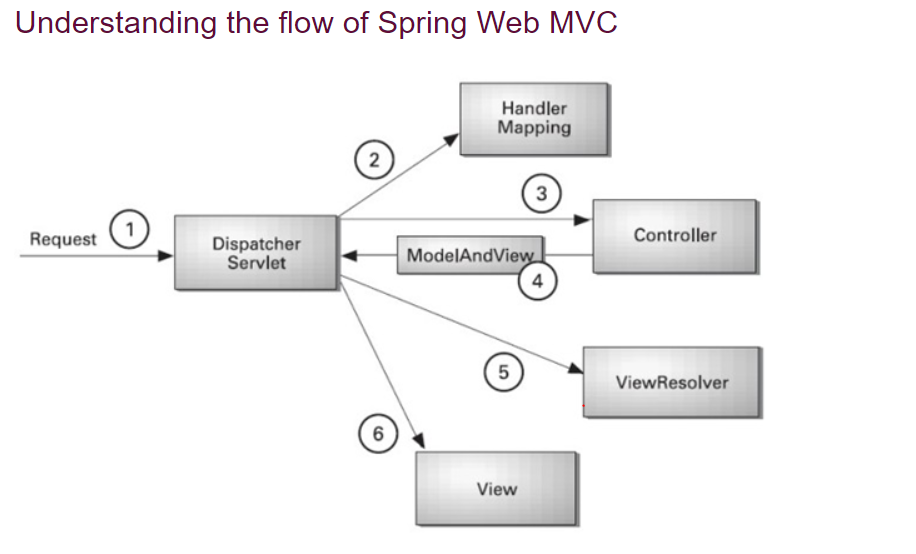 Understanding the flow of Spring Web MVC
Handler
Mapping
2
3
1
Request
Dispatcher
Servlet
Controller
ModelAndView
4
5
ViewResolver
6
View